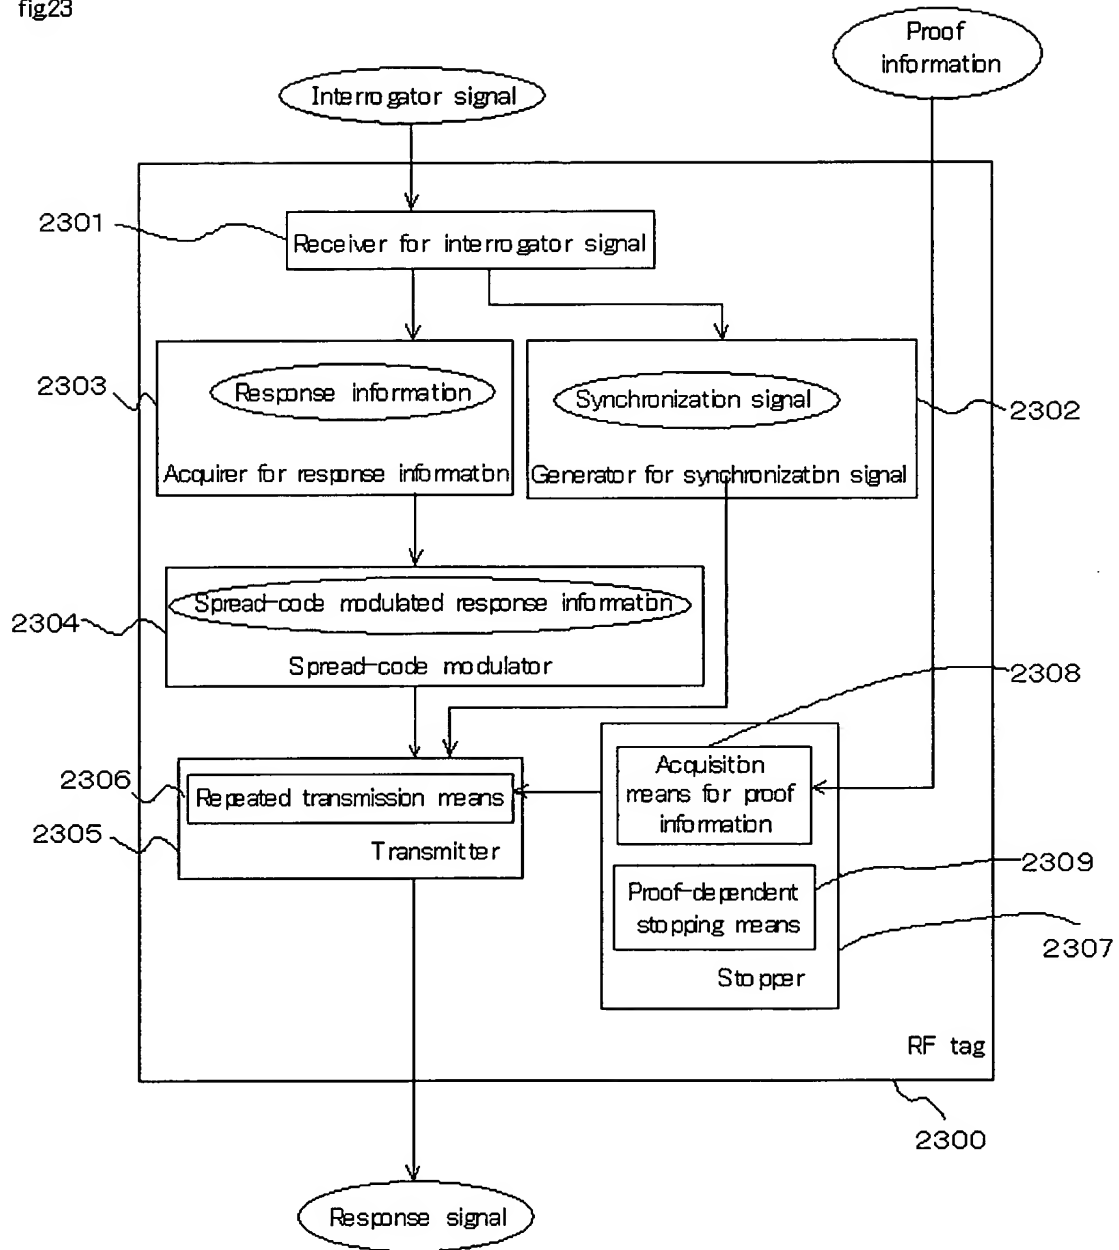 fig23
Proof
information
Interrogator signal
2301
Receiver for interrogator signal
2303
Response information
Acquirer for response information
Synchronization signal
Generator for synchronization signal
2302
2304
Spread-code modulated response information
Spread-code modulator
2308
2306
Repeated transmission means
2305
Transmitter
Acquisition
means for proof
information
2309
Proof-dependent
stopping means
2307
Stopper
RF tag
2300
Response signal